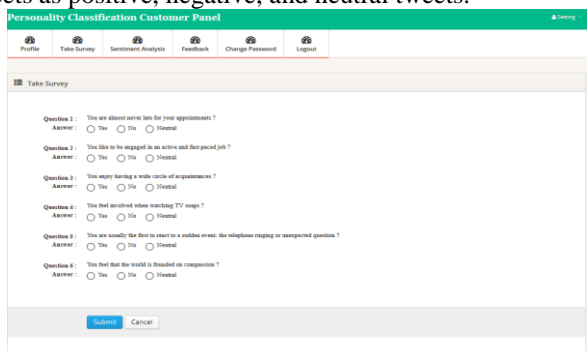 ets as positive, negative, and neutral tweets.
Personality Classification Customer Panel
Setting
Profile Take Survey Sentiment Analysis Feedback Change Password Logout
Take Survey
Question 1 : You are almost never late for your appointments ?
Answer : Yes No Neutral
Question 2 : You like to be engaged in an active and fast-paced job ?
Answer : Yes No Neutral
Question 3 : You enjoy having a wide circle of acquaintances ?
Answer : Yes No Neutral
Question 4 : You feel involved when watching TV soaps ?
Answer : Yes No Neutral
Question 5 : You are usually the first to react to a sudden event: the telephone ringing or unexpected question ?
Answer : Yes No Neutral
Question 6 : You feel that the world is founded on compassion ?
Answer : Yes No Neutral
Submit Cancel